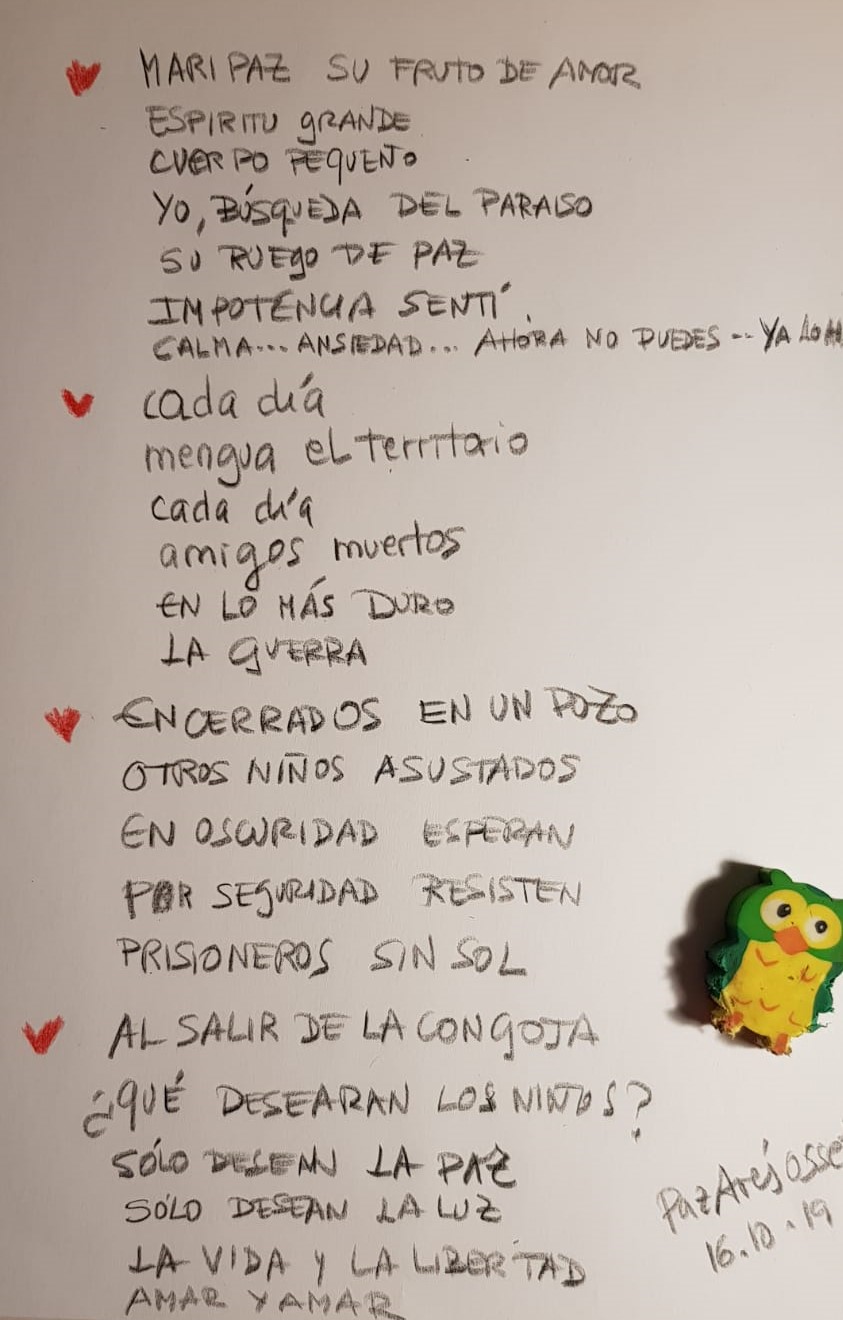 MARI PAZ SU FRUTO DE AMOR
ESPIRITU GRANDE
CUERPO PEQUEÑO
YO, BÚSQUEDA DEL PARAISO
SU RUEGO DE PAZ
IMPOTENCIA SENTÍ.
CALMA... ANSIEDAD... AHORA NO PUEDES -- YA
cada día
mengua el territorio
cada día
amigos muertos
EN LO MÁS DURO
LA GUERRA
ENCERRADOS EN UN POZO
OTROS NIÑOS ASUSTADOS
EN OSCURIDAD ESPERAN
POR SEGURIDAD RESISTEN
PRISIONEROS SIN SOL
AL SALIR DE LA CONGOJA
¿QUÉ DESEARAN LOS NIÑOS?
SÓLO DESEAN LA PAZ
SÓLO DESEAN LA LUZ
LA VIDA Y LA LIBERTAD
AMAR Y AMAR
Paz Arés
16.10.19